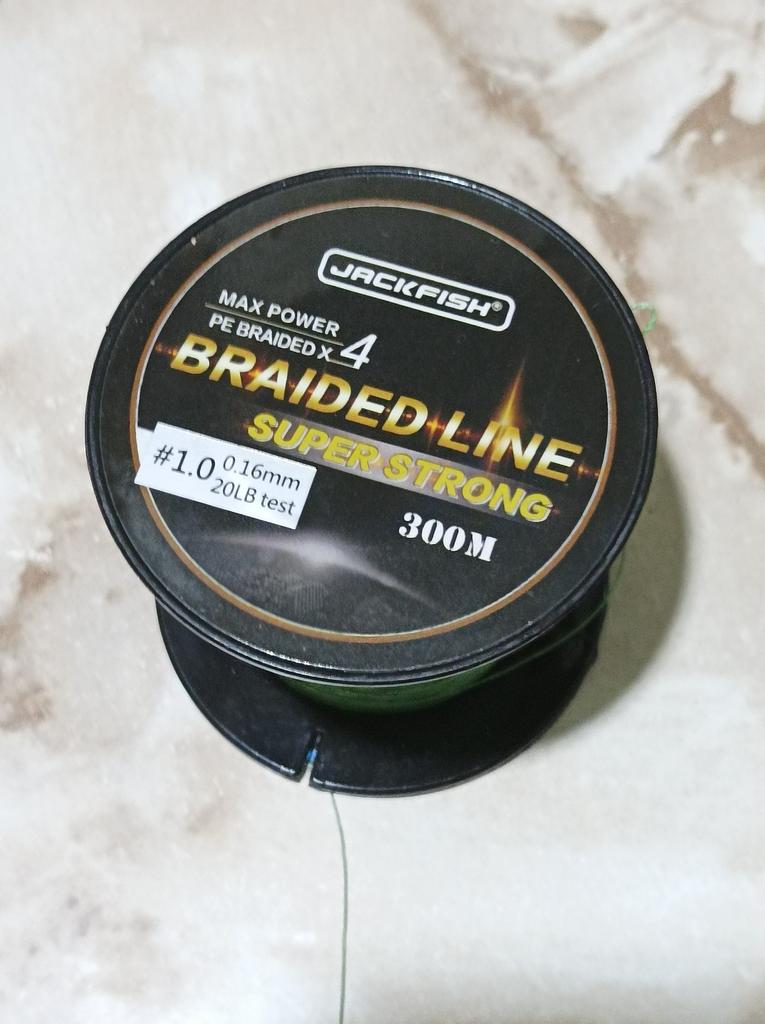 JACKFISH®
MAX POWER
PE BRAIDED X 4
BRAIDED LINE
SUPER STRONG
#1.0 0.16mm
20LB test
300M